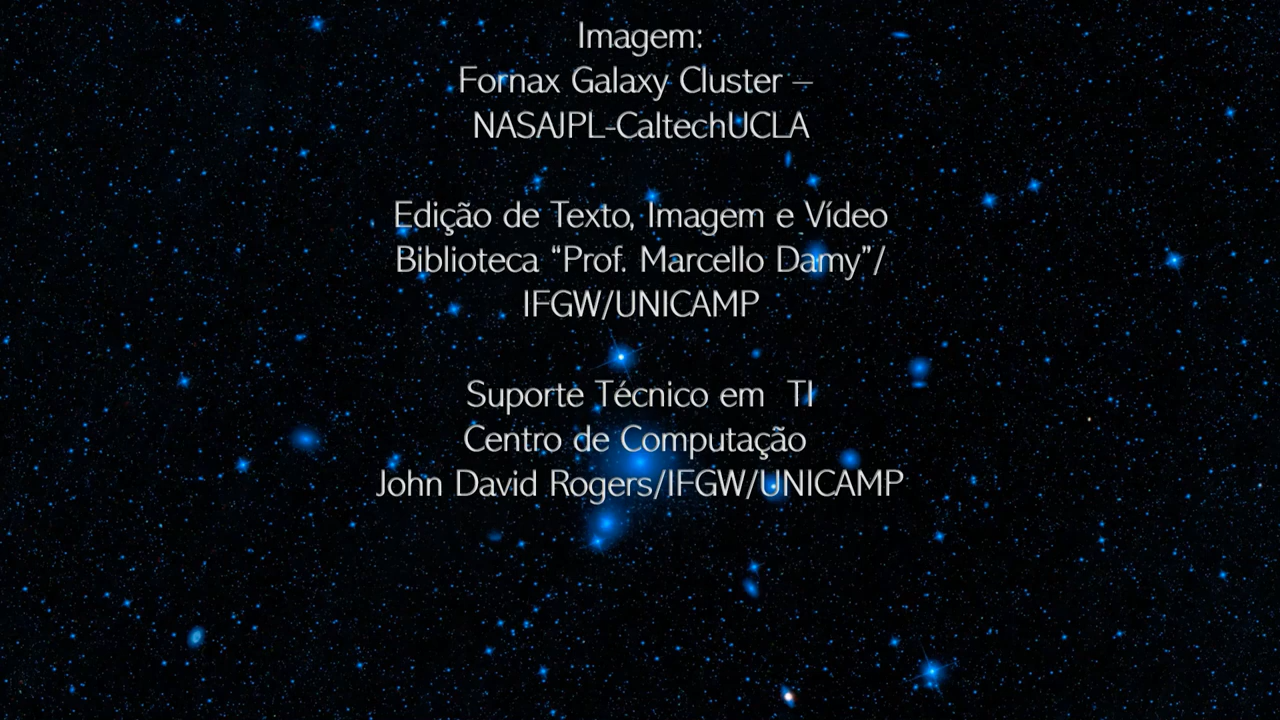 Imagem:
Fornax Galaxy Cluster –
NASAJPL-CaltechUCLA
Edição de Texto, Imagem e Vídeo
Biblioteca “Prof. Marcello Damy”/
IFGW/UNICAMP
Suporte Técnico em  TI
Centro de Computação
John David Rogers/IFGW/UNICAMP